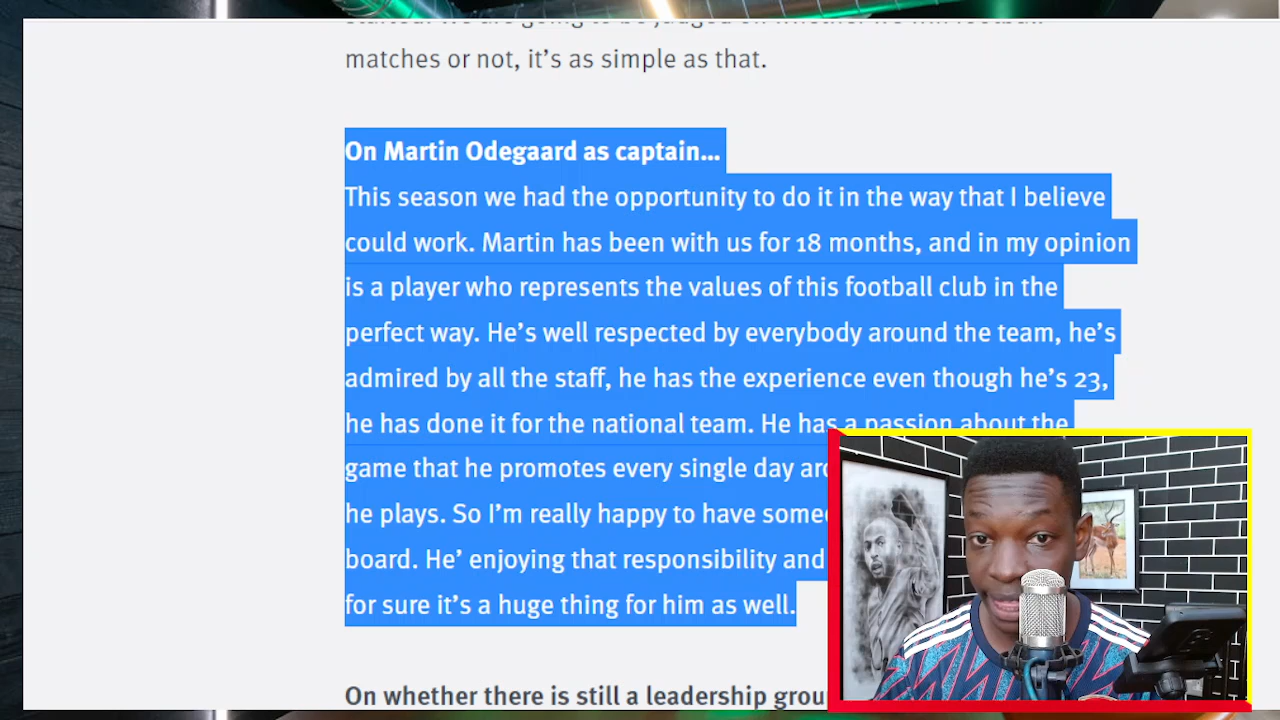 matches or not, it's as simple as that.
On Martin Odegaard as captain…
This season we had the opportunity to do it in the way that I believe
could work. Martin has been with us for 18 months, and in my opinion
is a player who represents the values of this football club in the
perfect way. He's well respected by everybody around the team, he's
admired by all the staff, he has the experience even though he's 23,
he has done it for the national team. He has a passion about the
game that he promotes every single day
he plays. So I'm really happy to have
board. He' enjoying that responsibility and
for sure it's a huge thing for him as well.
On whether there is still a leadership